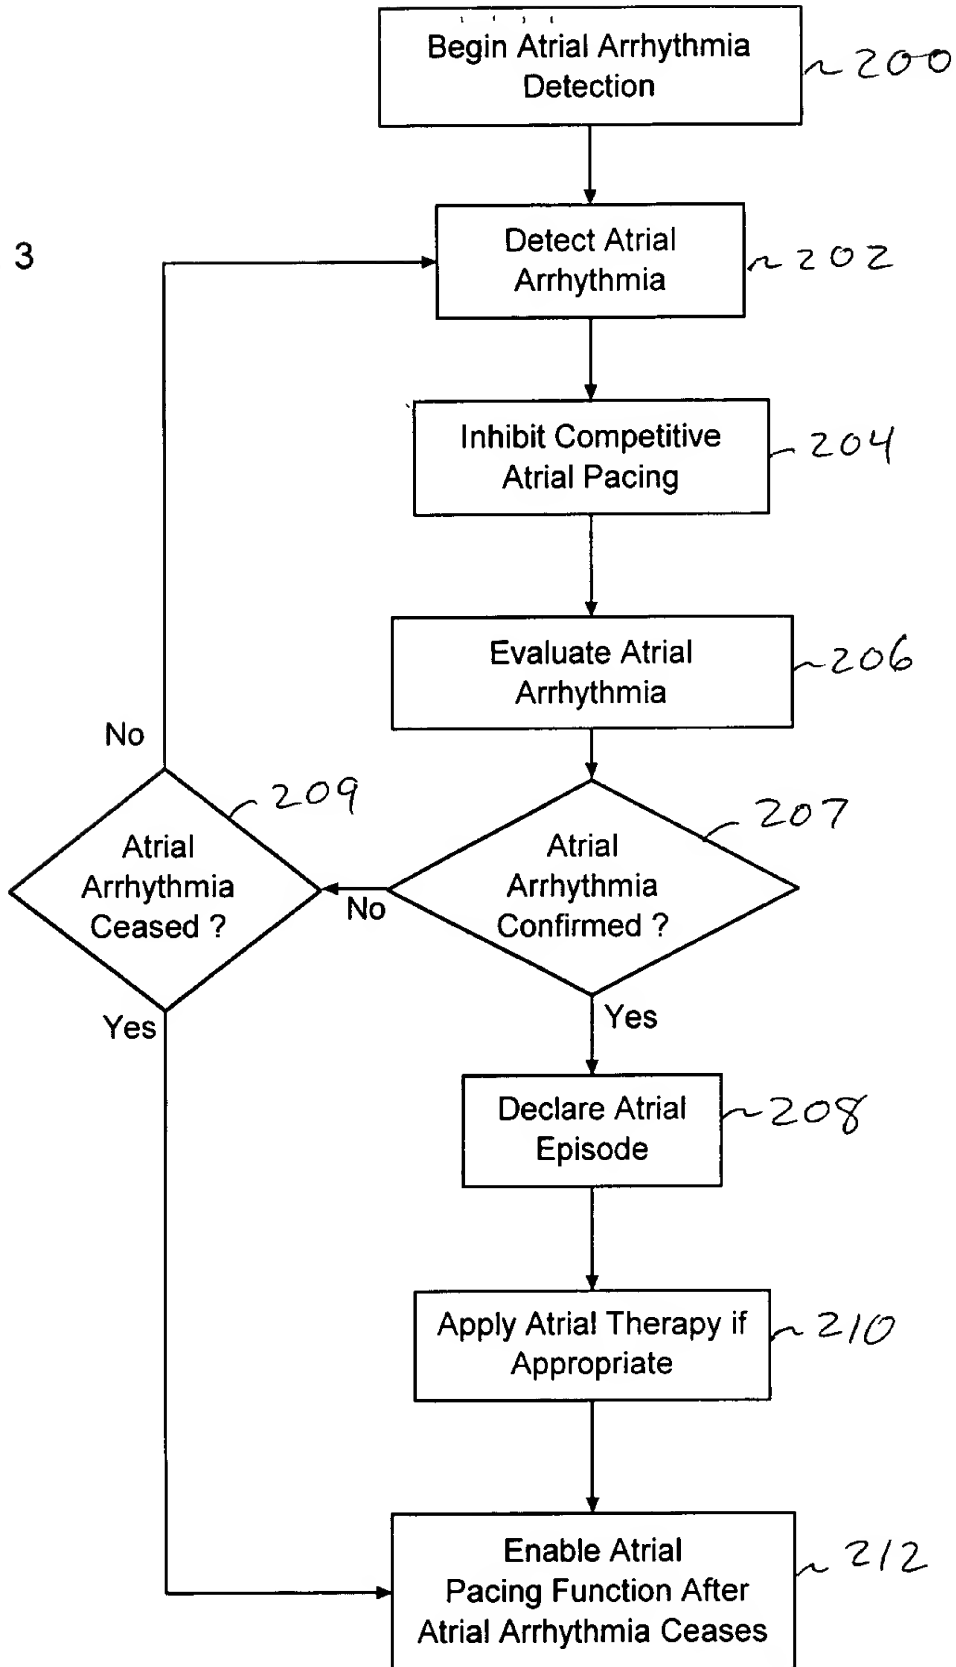 Begin Atrial Arrhythmia
Detection
200
3
Detect Atrial
Arrhythmia
202
Inhibit Competitive
Atrial Pacing
204
Evaluate Atrial
Arrhythmia
206
No
209
Atrial
Arrhythmia
Ceased ?
No
207
Atrial
Arrhythmia
Confirmed ?
Yes
Yes
Declare Atrial
Episode
208
Apply Atrial Therapy if
Appropriate
210
Enable Atrial
Pacing Function After
Atrial Arrhythmia Ceases
212